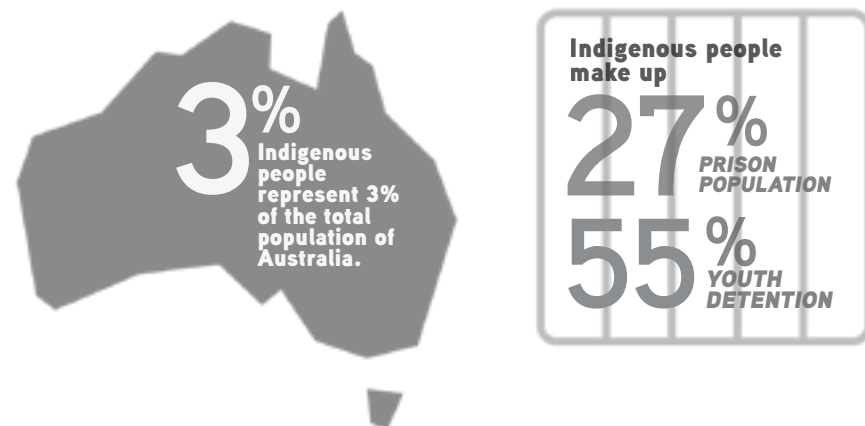 3%
Indigenous
people
represent 3%
of the total
population of
Australia.
Indigenous people
make up
27%
PRISON
POPULATION
55%
YOUTH
DETENTION